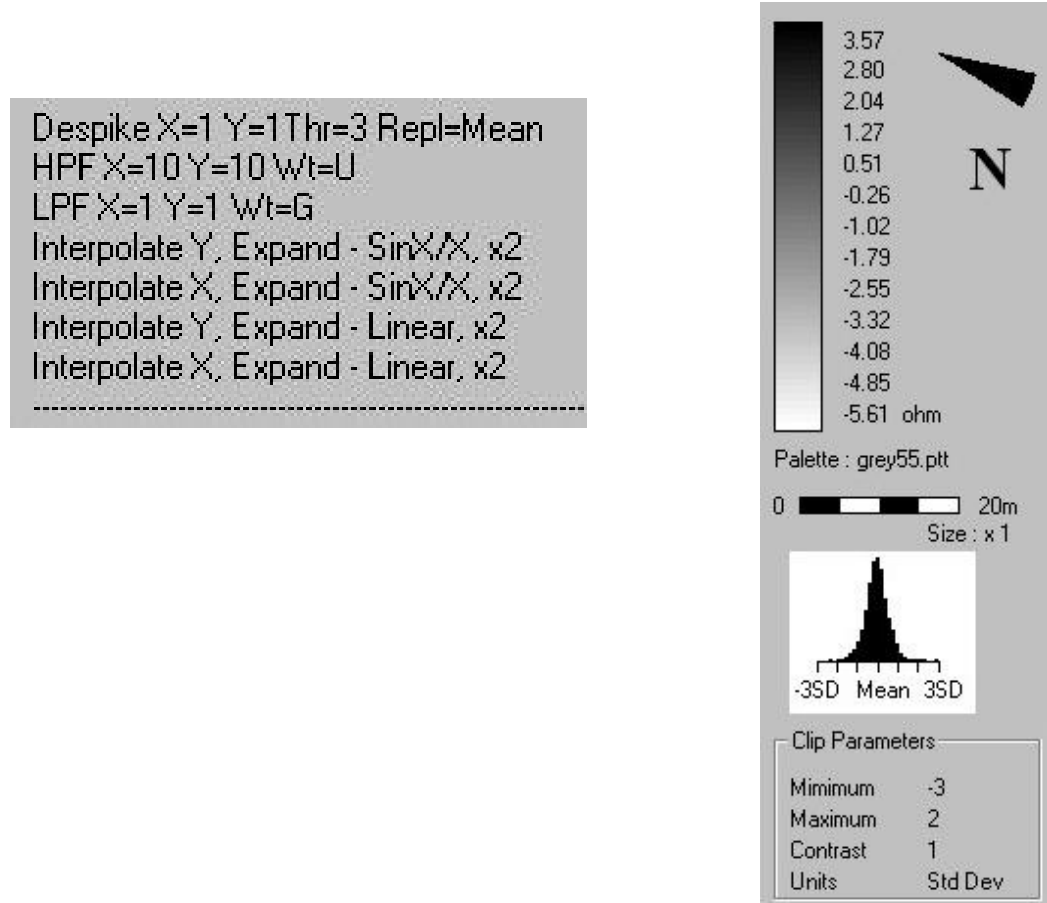 Despike X=1 Y=1Thr=3 Repl=Mean
HPF X=10 Y=10 Wt=U
LPF X=1 Y=1 Wt=G
Interpolate Y, Expand - SinX/X, x2
Interpolate X, Expand - SinX/X, x2
Interpolate Y, Expand - Linear, x2
Interpolate X, Expand - Linear, x2
3.57
2.80
2.04
1.27
0.51
-0.26
-1.02
-1.79
-2.55
-3.32
-4.08
-4.85
-5.61 ohm
N
Palette : grey55.ptt
0 20m
Size : x 1
-3SD Mean 3SD
Clip Parameters
Mimimum -3
Maximum 2
Contrast 1
Units Std Dev